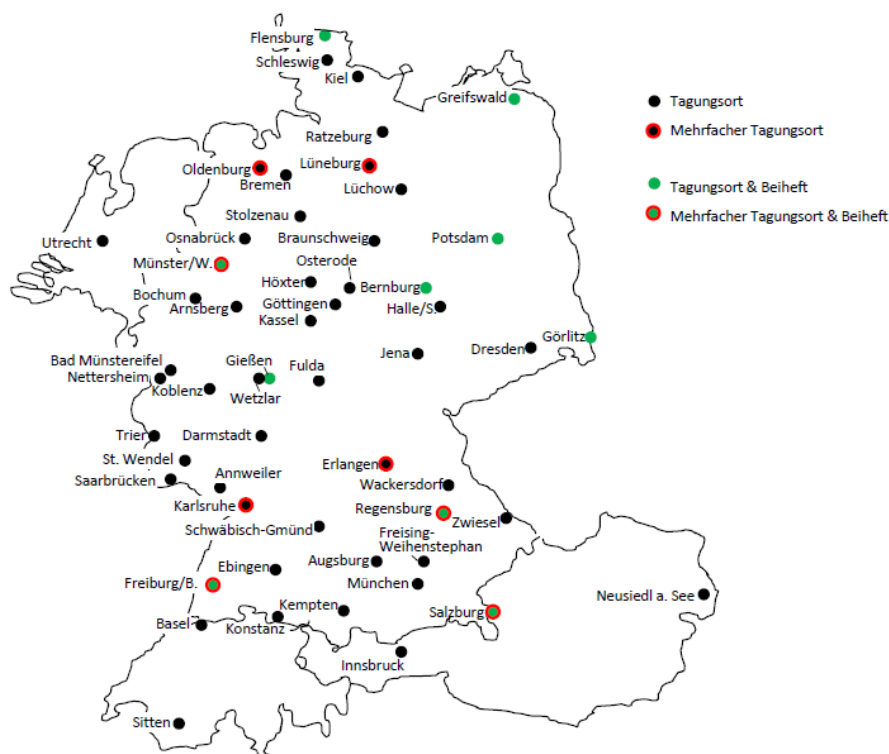 Flensburg
Schleswig
Kiel
Greifswald
Tagungsort
Ratzeburg
Mehrfacher Tagungsort
Oldenburg
Lüneburg
Bremen
Lüchow
Tagungsort & Beiheft
Stolzenau
Mehrfacher Tagungsort & Beiheft
Utrecht
Osnabrück
Braunschweig
Potsdam
Osterode
Münster/W.
Höxter
Bernburg
Bochum
Arnsberg
Göttingen
Halle/S.
Kassel
Görlitz
Jena
Dresden
Bad Münstereifel
Gießen
Fulda
Nettersheim
Koblenz
Wetzlar
Trier
Darmstadt
St. Wendel
Erlangen
Saarbrücken
Annweiler
Wackersdorf
Karlsruhe
Regensburg
Schwäbisch-Gmünd
Zwiesel
Freising-
Weihenstephan
Augsburg
Ebingen
Freiburg/B.
München
Neusiedl a. See
Kempten
Salzburg
Basel
Konstanz
Innsbruck
Sitten